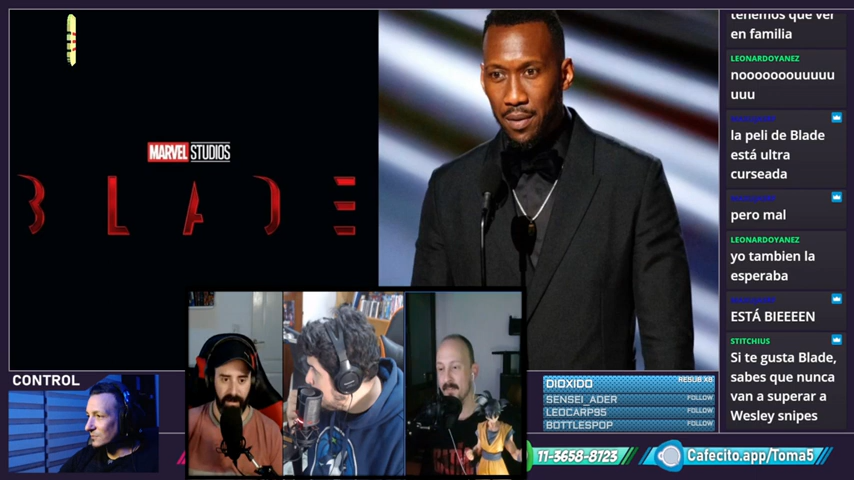 MARVEL STUDIOS
BLADE
tenemos que ver
en familia
LEONARDOYANEZ
nooooooouuuuu
uuu
la peli de Blade
está ultra
curseada
pero mal
LEONARDOYANEZ
yo tambien la
esperaba
ESTÁ BIEEEEN
STITCHIUS
Si te gusta Blade,
sabes que nunca
van a superar a
Wesley snipes
CONTROL
DIOXIDO RESUB X9
SENSEI_ADER FOLLOW
LEOCARP95 FOLLOW
BOTTLESPOP FOLLOW
11-3658-8723
Cafecito.app/Toma5